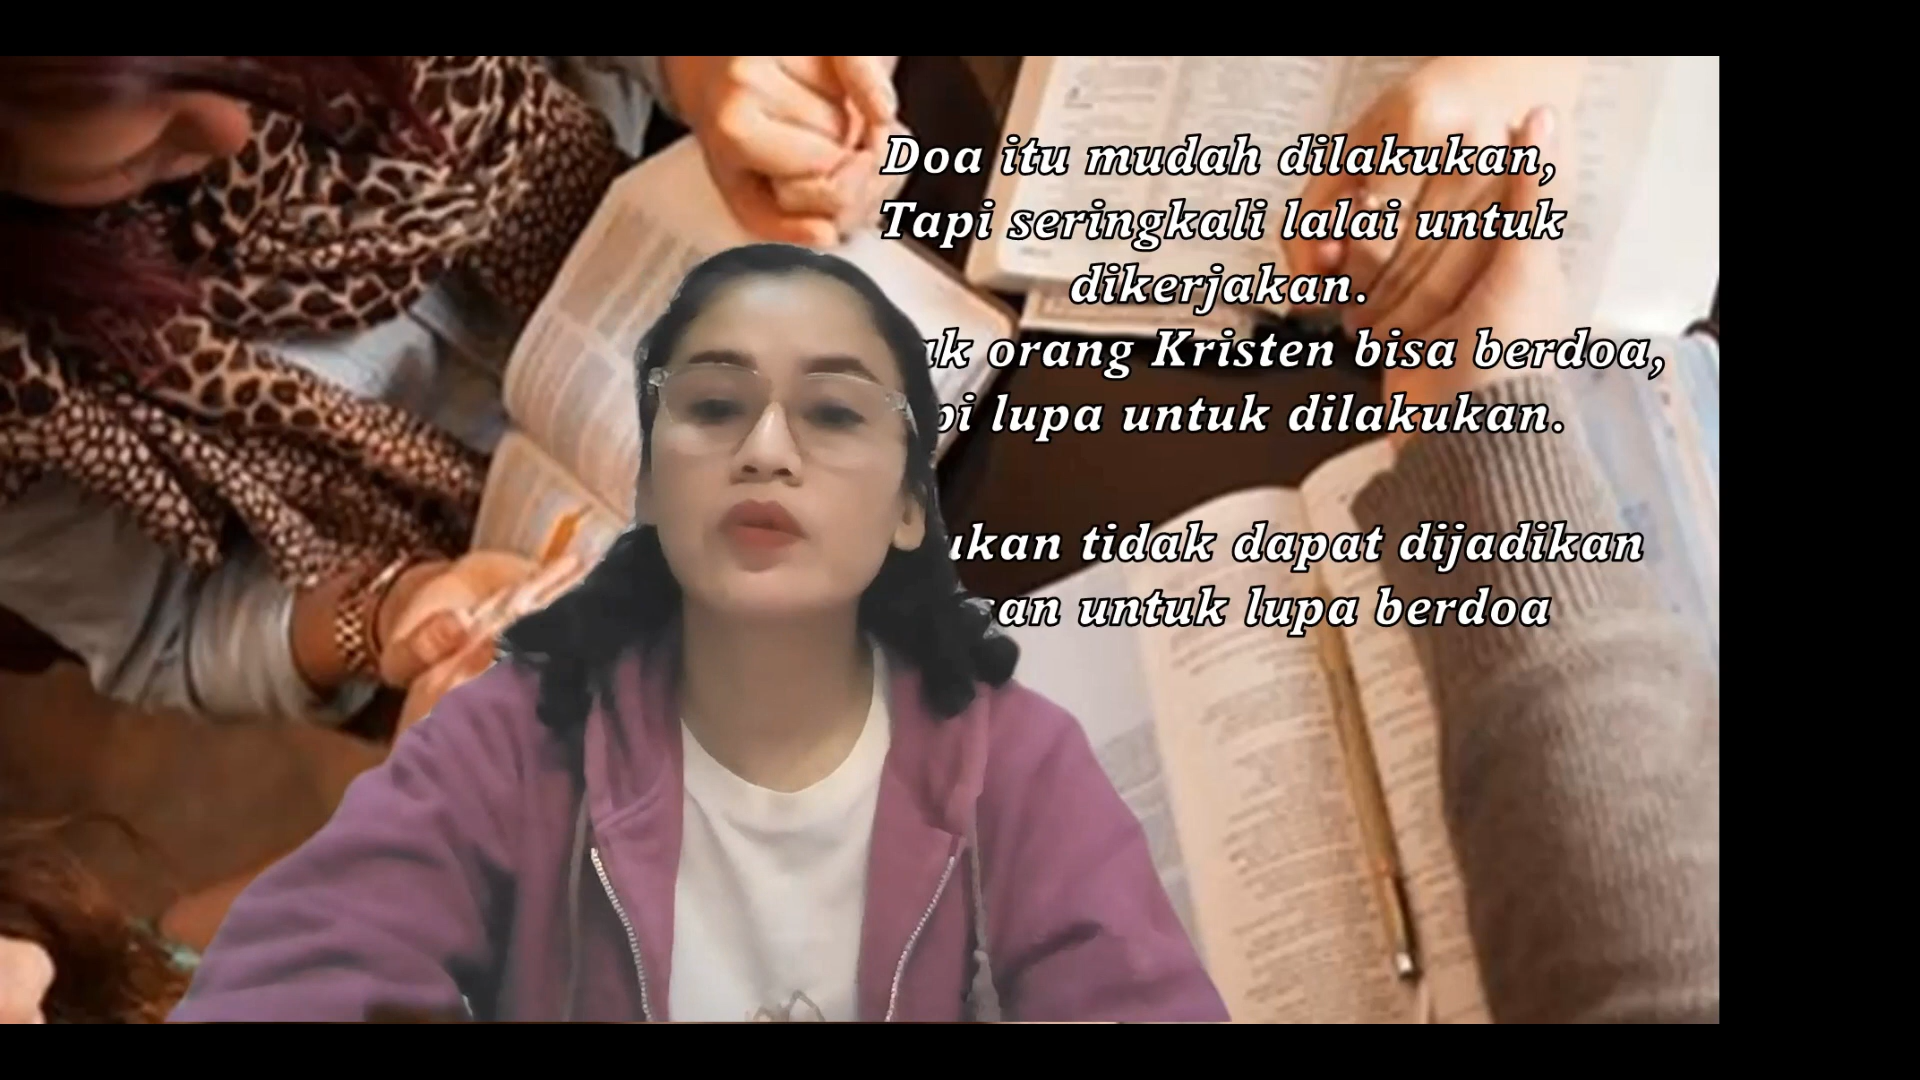 Doa itu mudah dilakukan,
Tapi seringkali lalai untuk
dikerjakan.
orang Kristen bisa berdoa,
lupa untuk dilakukan.
tidak dapat dijadikan
untuk lupa berdoa